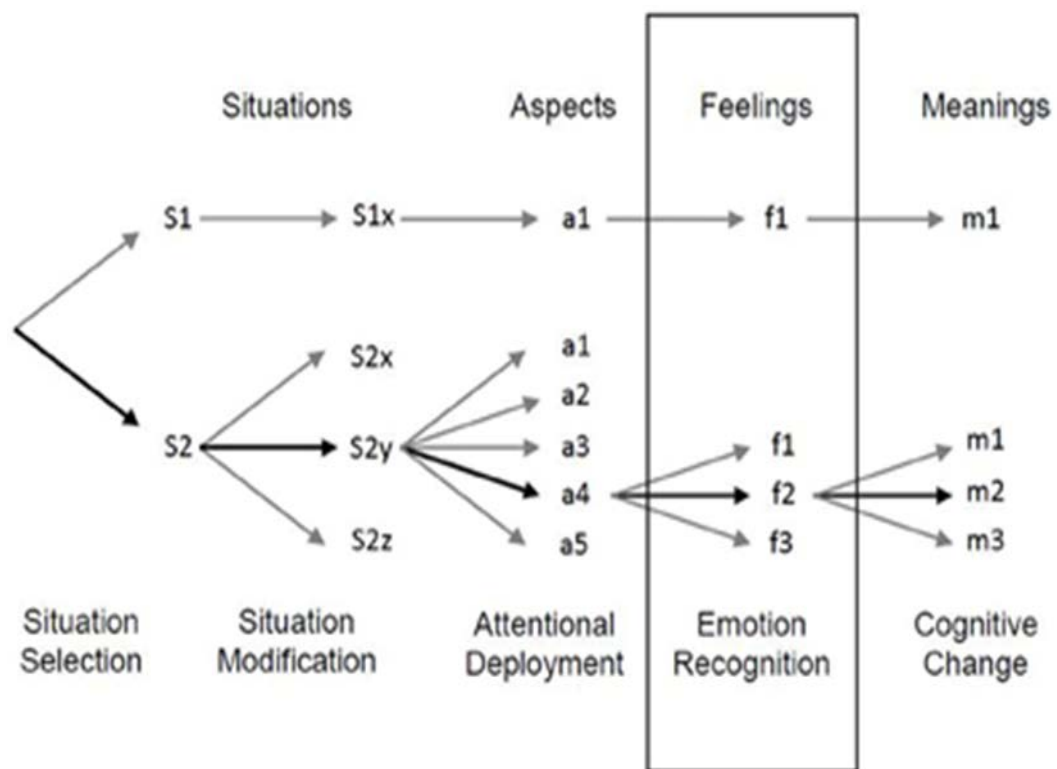 Situations Aspects Feelings Meanings
S1 S1x a1 f1 m1
S2x a1
a2
S2 S2y a3 f1 m1
a4 f2 m2
S2z a5 f3 m3
Situation Situation Attentional Emotion Cognitive
Selection Modification Deployment Recognition Change